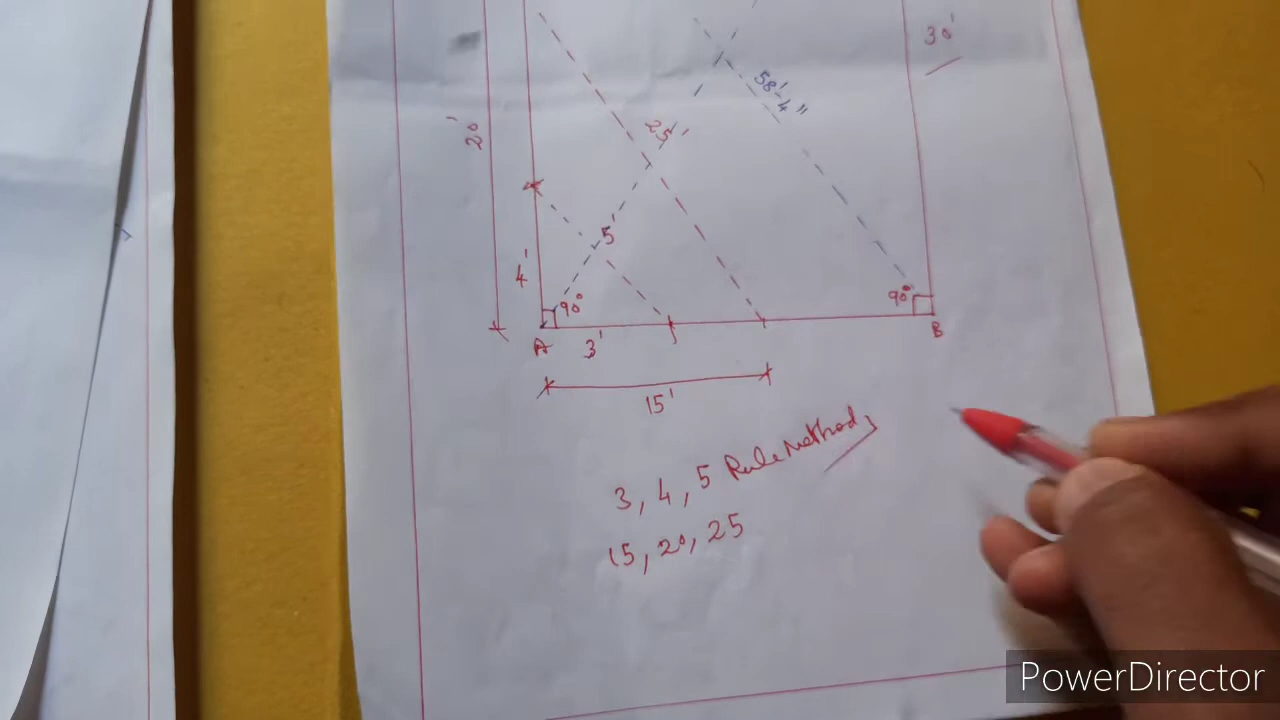 30'
58'-4"
20'
25'
5'
4'
90°
90°
A
3'
B
15'
3, 4, 5 Rule Method,
15, 20, 25
PowerDirector